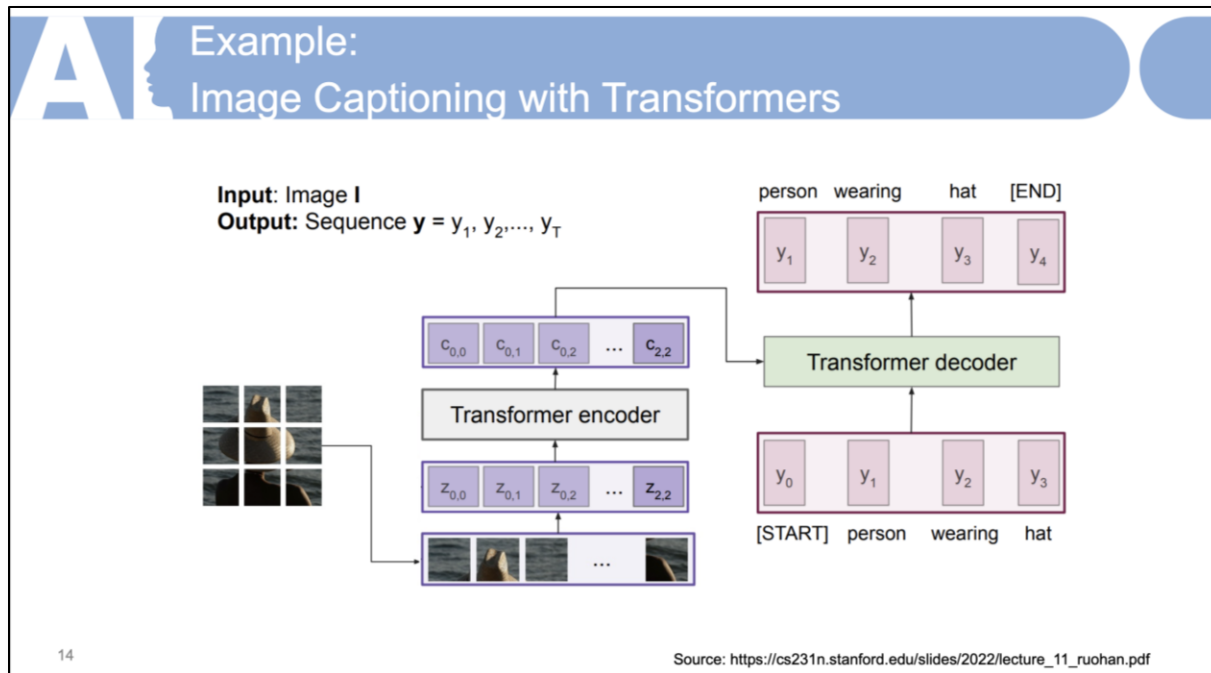 AI
Example:
Image Captioning with Transformers
Input: Image I
Output: Sequence y = y₁, y₂,..., y_T
person wearing hat [END]
y₁ y₂ y₃ y₄
c₀,₀ c₀,₁ c₀,₂ ... c₂,₂
Transformer decoder
Transformer encoder
z₀,₀ z₀,₁ z₀,₂ ... z₂,₂
y₀ y₁ y₂ y₃
[START] person wearing hat
...
14
Source: https://cs231n.stanford.edu/slides/2022/lecture_11_ruohan.pdf